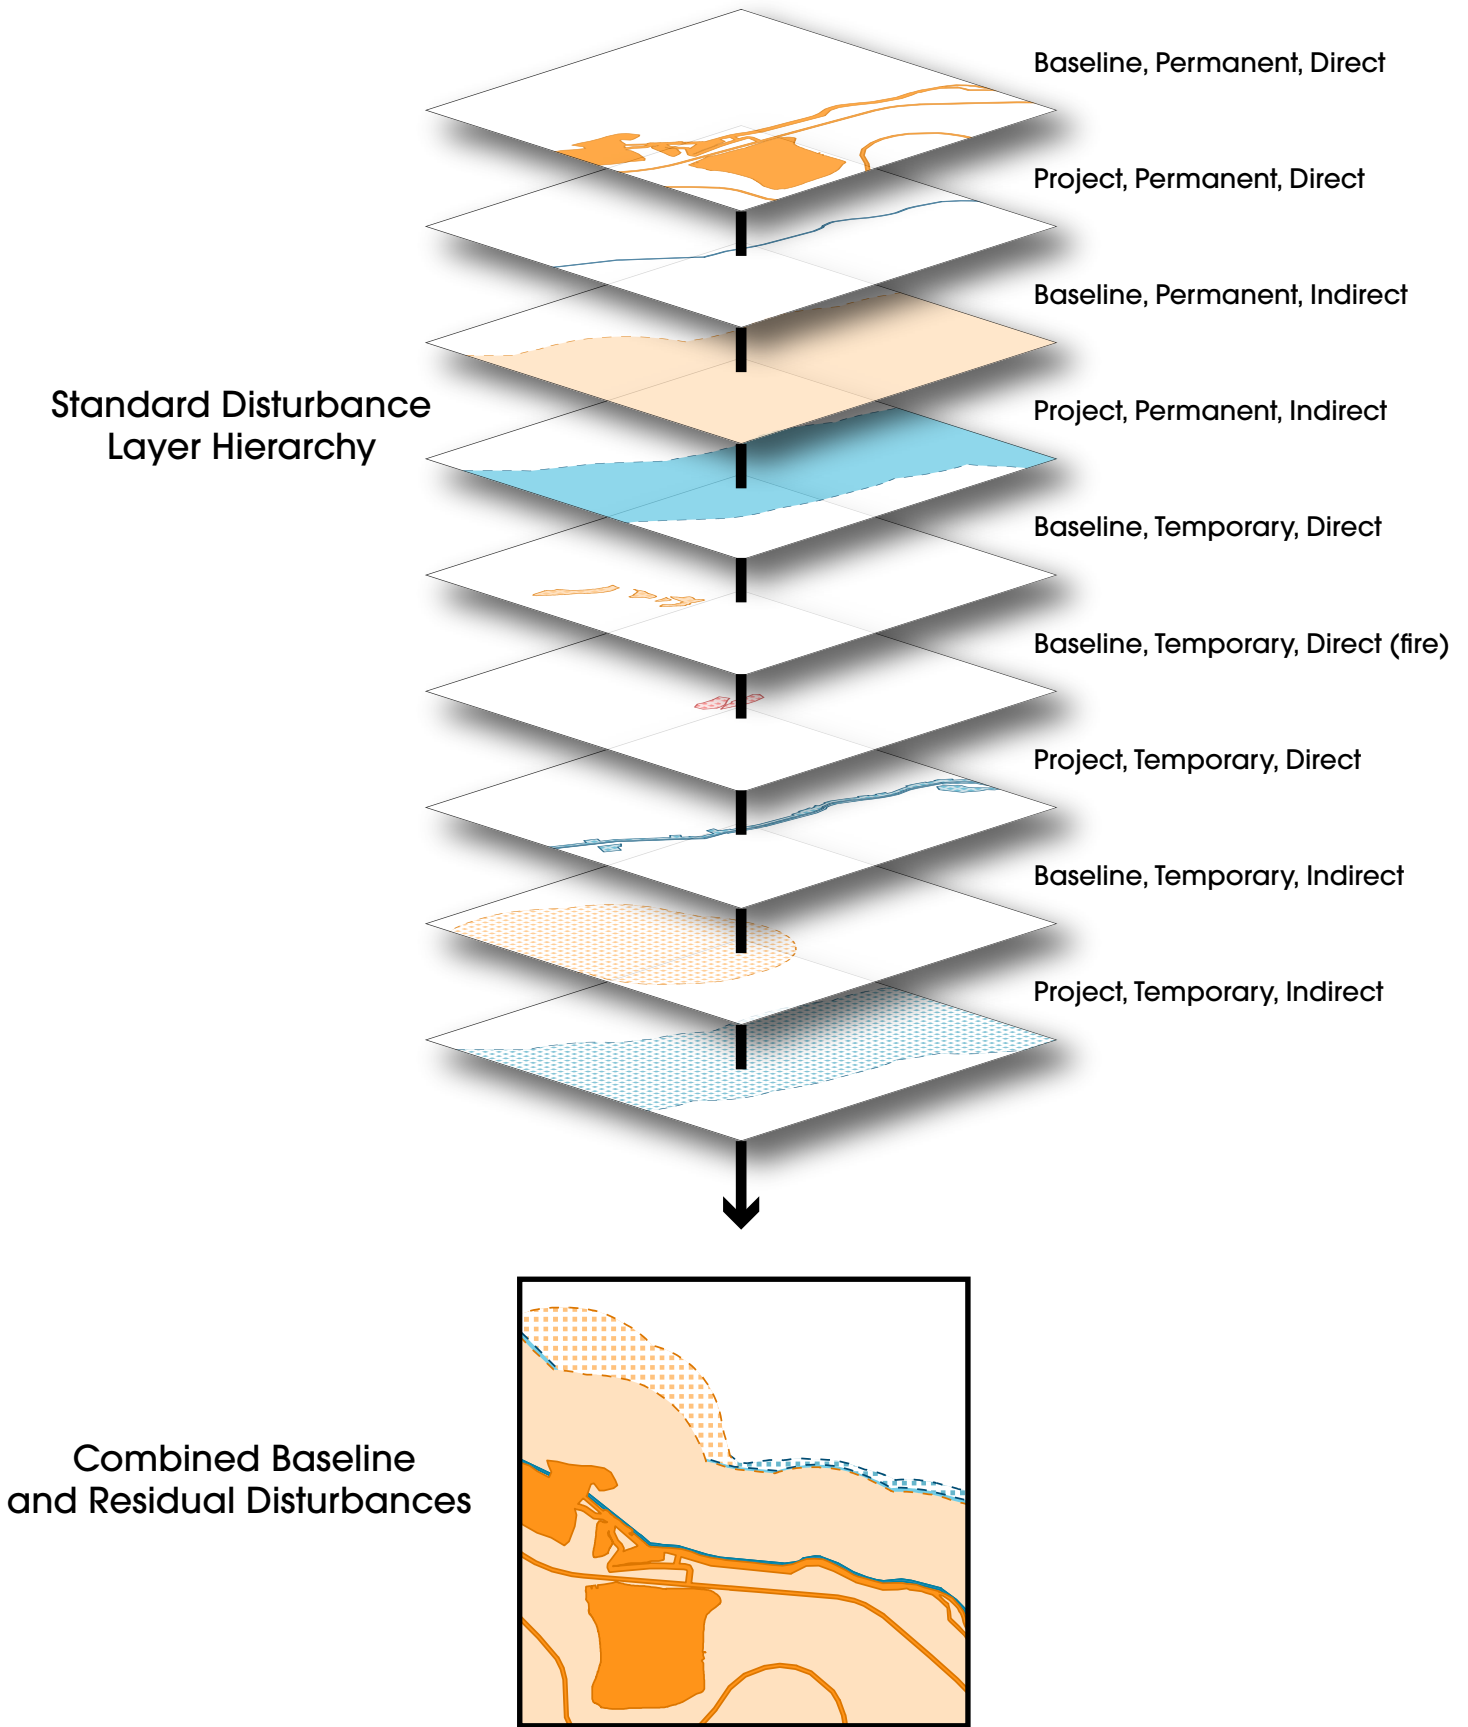 Baseline, Permanent, Direct
Project, Permanent, Direct
Baseline, Permanent, Indirect
Standard Disturbance
Layer Hierarchy
Project, Permanent, Indirect
Baseline, Temporary, Direct
Baseline, Temporary, Direct (fire)
Project, Temporary, Direct
Baseline, Temporary, Indirect
Project, Temporary, Indirect
Combined Baseline
and Residual Disturbances